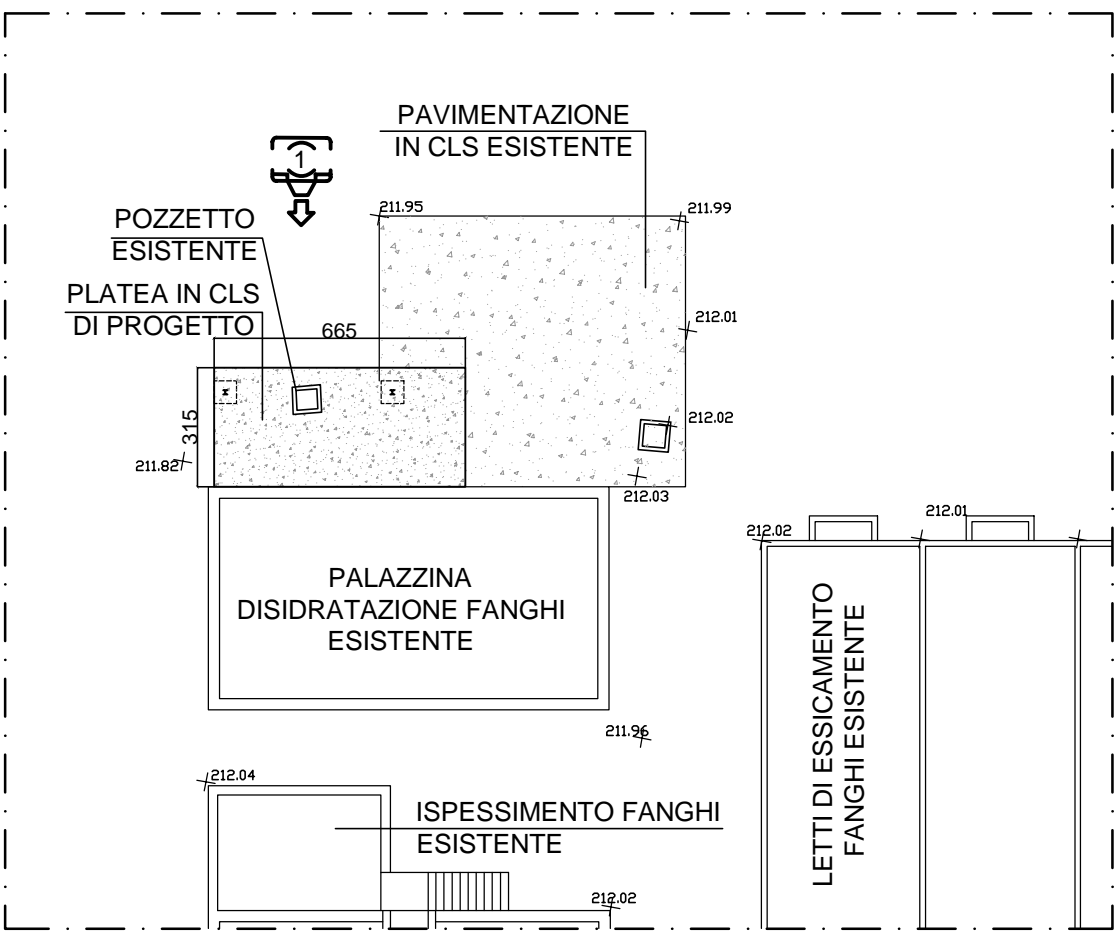 PAVIMENTAZIONE
IN CLS ESISTENTE
1
211.95
211.99
POZZETTO
ESISTENTE
PLATEA IN CLS
DI PROGETTO
665
212.01
315
212.02
211.82
212.03
212.02
212.01
PALAZZINA
DISIDRATAZIONE FANGHI
ESISTENTE
LETTI DI ESSICAMENTO
FANGHI ESISTENTE
211.96
212.04
ISPESSIMENTO FANGHI
ESISTENTE
212.02